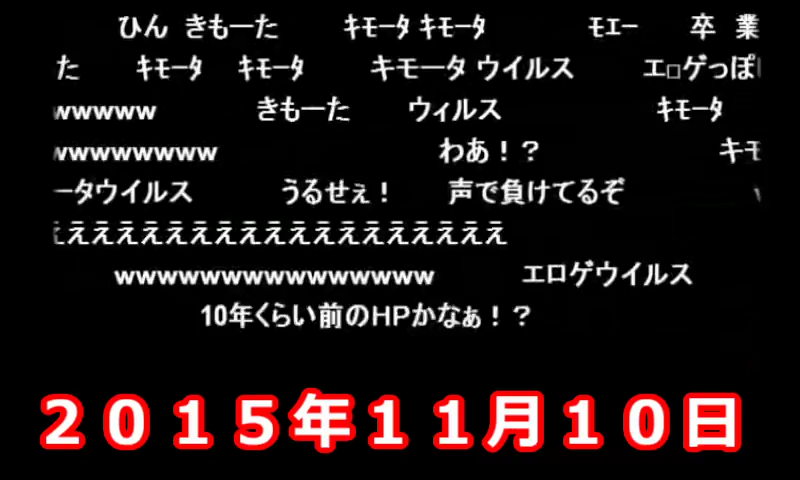 ひん きもーた ｷﾓｰﾀ ｷﾓｰﾀ ﾓｴｰ 卒 業
た ｷﾓｰﾀ ｷﾓｰﾀ キモータ ウイルス エ□ゲっぽ
wwwww きもーた ウィルス ｷﾓｰﾀ
wwwwwwwww わあ！？ キモ
ータウイルス うるせぇ！ 声で負けてるぞ
ええええええええええええええええええ
wwwwwwwwwwwwwwww エロゲウイルス
10年くらい前のHPかなぁ！？
２０１５年１１月１０日